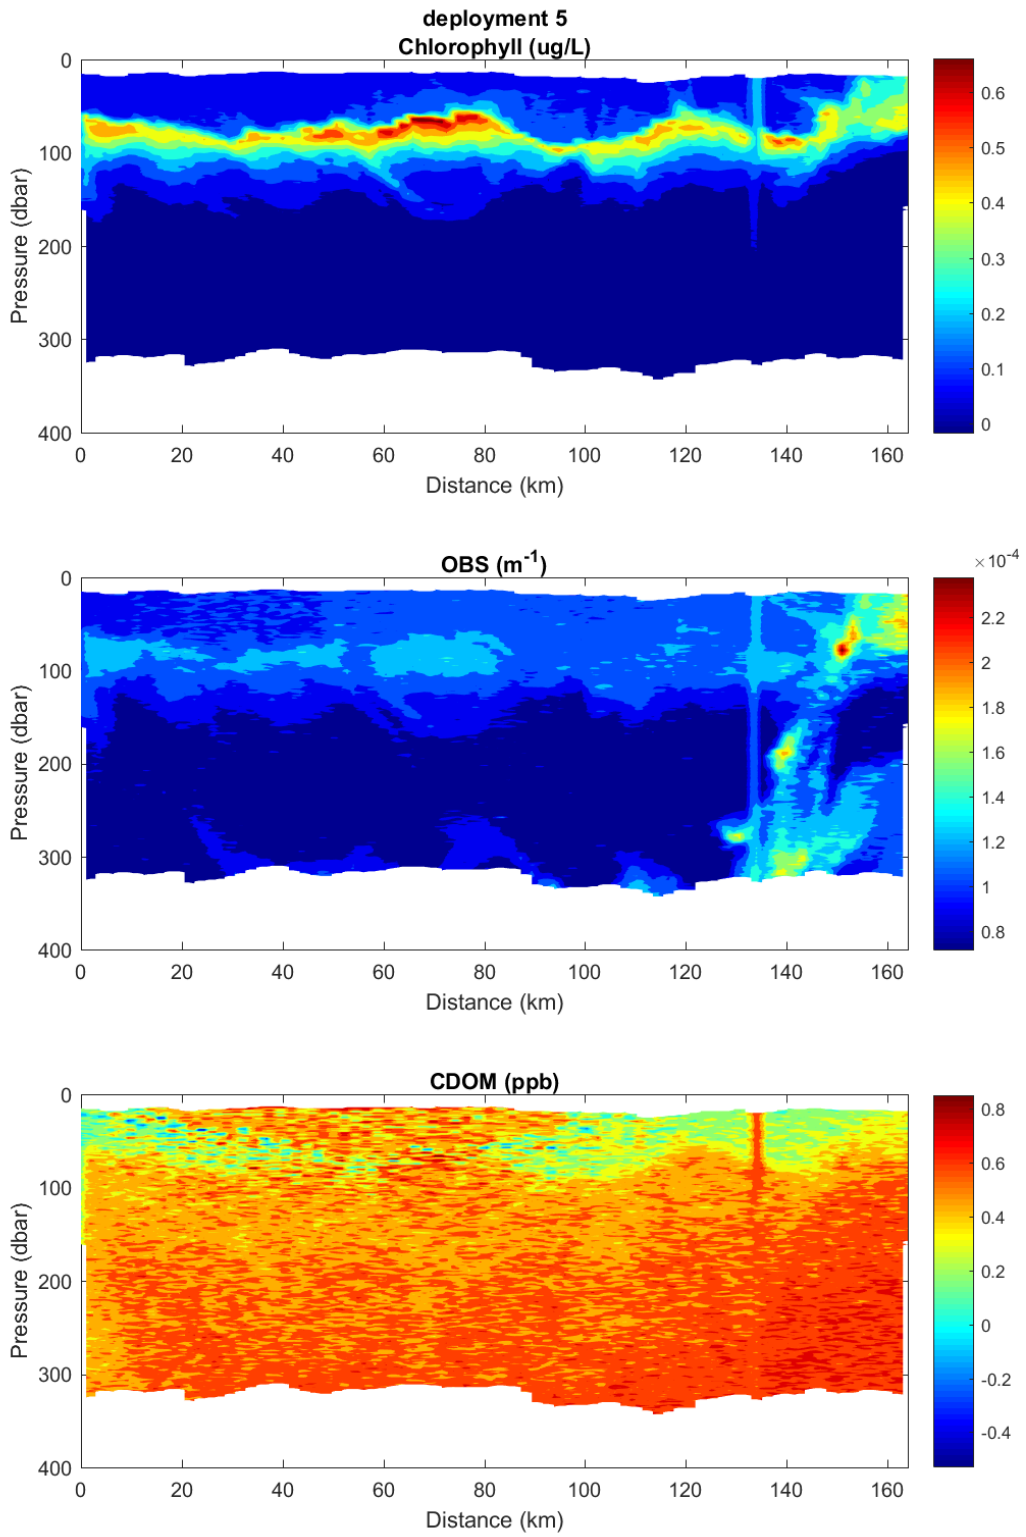 deployment 5
Chlorophyll (ug/L)
0
100
200
300
400
Pressure (dbar)
0 20 40 60 80 100 120 140 160
Distance (km)
0.6
0.5
0.4
0.3
0.2
0.1
0
OBS (m⁻¹)
×10⁻⁴
0
100
200
300
400
Pressure (dbar)
0 20 40 60 80 100 120 140 160
Distance (km)
2.2
2
1.8
1.6
1.4
1.2
1
0.8
CDOM (ppb)
0
100
200
300
400
Pressure (dbar)
0 20 40 60 80 100 120 140 160
Distance (km)
0.8
0.6
0.4
0.2
0
-0.2
-0.4